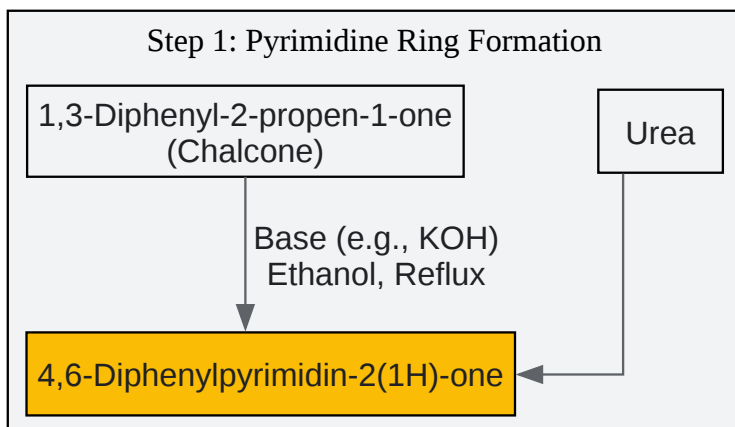 Step 1: Pyrimidine Ring Formation
1,3-Diphenyl-2-propen-1-one
(Chalcone)
Urea
Base (e.g., KOH)
Ethanol, Reflux
4,6-Diphenylpyrimidin-2(1H)-one